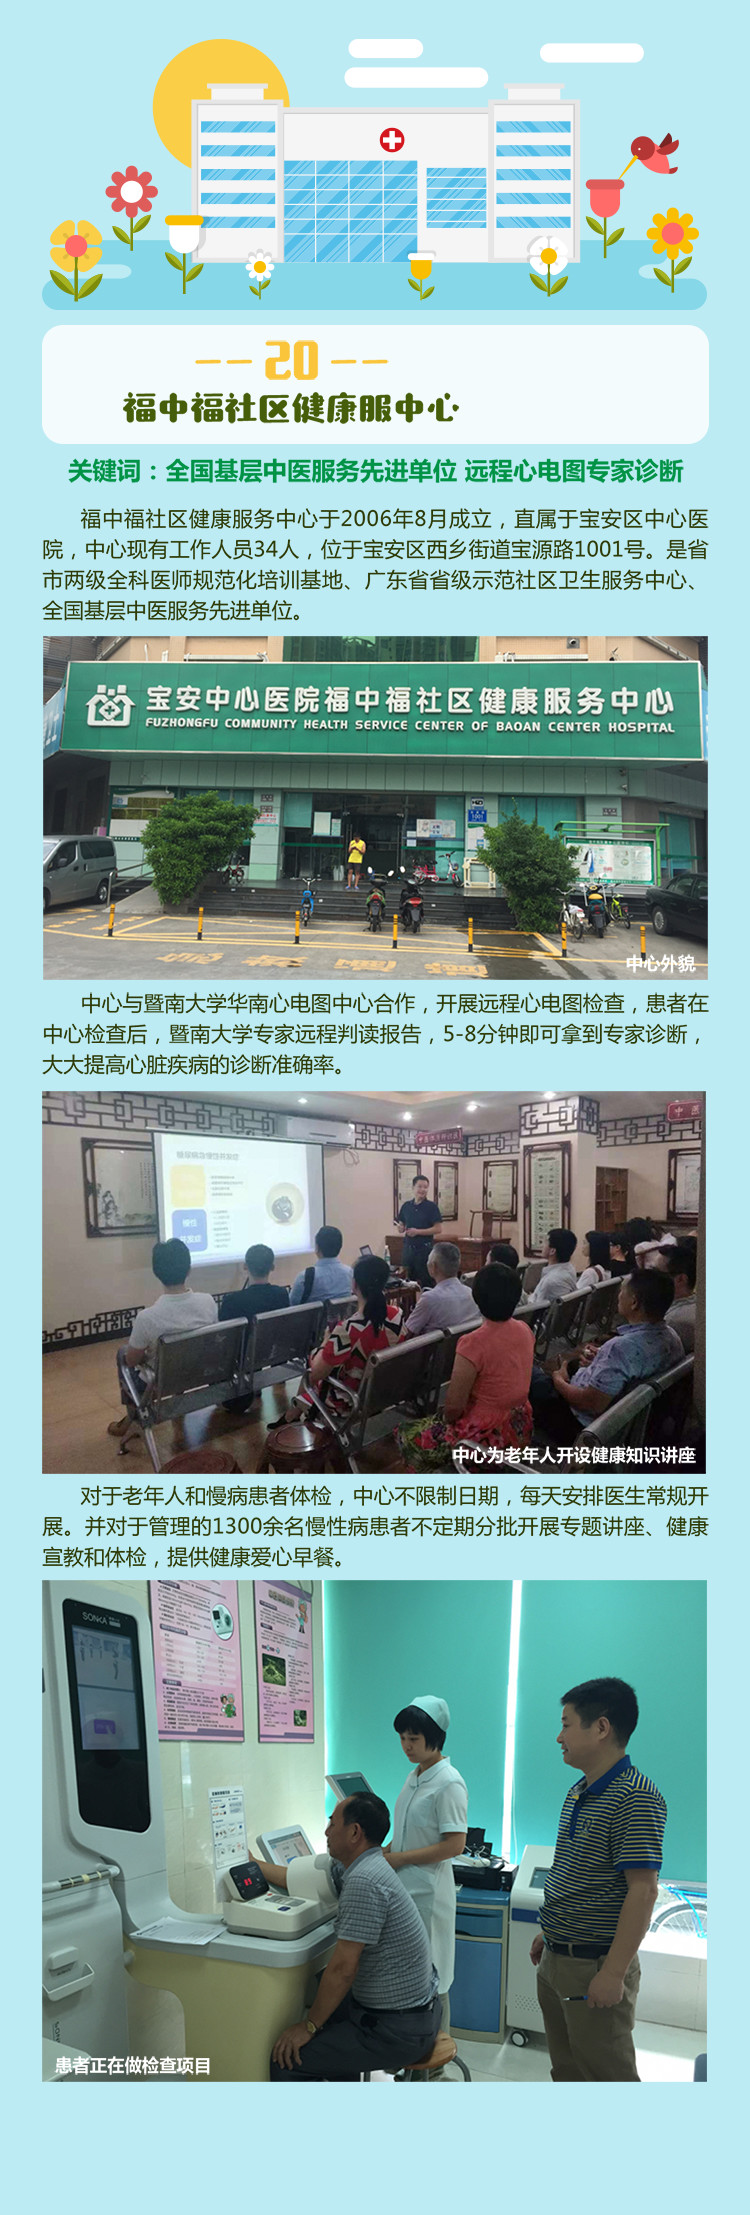 20
福中福社区健康服中心
关键词：全国基层中医服务先进单位 远程心电图专家诊断
福中福社区健康服务中心于2006年8月成立，直属于宝安区中心医
院，中心现有工作人员34人，位于宝安区西乡街道宝源路1001号。是省
市两级全科医师规范化培训基地、广东省省级示范社区卫生服务中心、
全国基层中医服务先进单位。
宝安中心医院福中福社区健康服务中心
FUZHONGFU COMMUNITY HEALTH SERVICE CENTER OF BAOAN CENTER HOSPITAL
1001
中心外貌
中心与暨南大学华南心电图中心合作，开展远程心电图检查，患者在
中心检查后，暨南大学专家远程判读报告，5-8分钟即可拿到专家诊断，
大大提高心脏疾病的诊断准确率。
糖尿病急慢性并发症
慢性
并发症
中医
中心为老年人开设健康知识讲座
对于老年人和慢病患者体检，中心不限制日期，每天安排医生常规开
展。并对于管理的1300余名慢性病患者不定期分批开展专题讲座、健康
宣教和体检，提供健康爱心早餐。
SONKA
患者正在做检查项目